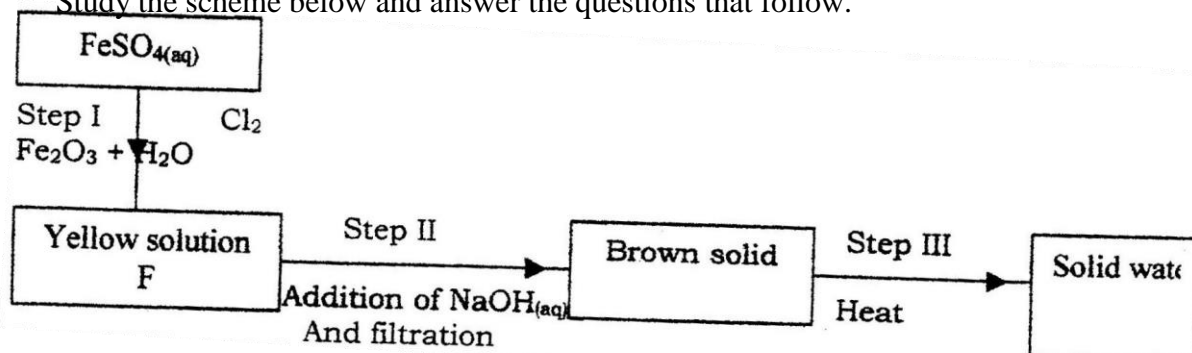 Study the scheme below and answer the questions that follow.
FeSO4(aq)
Step I Cl2
Fe2O3 + H2O
Yellow solution
F
Step II
Addition of NaOH(aq)
And filtration
Brown solid
Step III
Heat
Solid